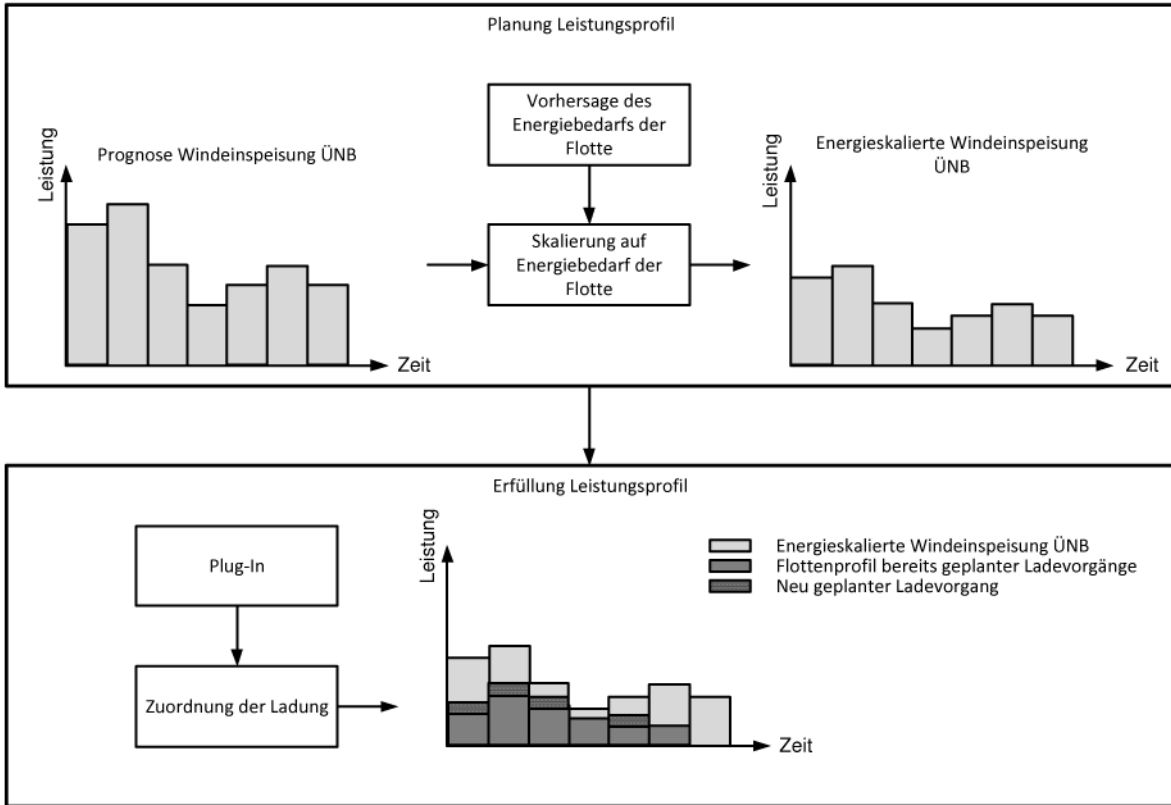 Planung Leistungsprofil
Prognose Windeinspeisung ÜNB
Leistung
Zeit
Vorhersage des
Energiebedarfs der
Flotte
Skalierung auf
Energiebedarf der
Flotte
Energieskalierte Windeinspeisung
ÜNB
Leistung
Zeit
Erfüllung Leistungsprofil
Plug-In
Zuordnung der Ladung
Leistung
Zeit
Energieskalierte Windeinspeisung ÜNB
Flottenprofil bereits geplanter Ladevorgänge
Neu geplanter Ladevorgang